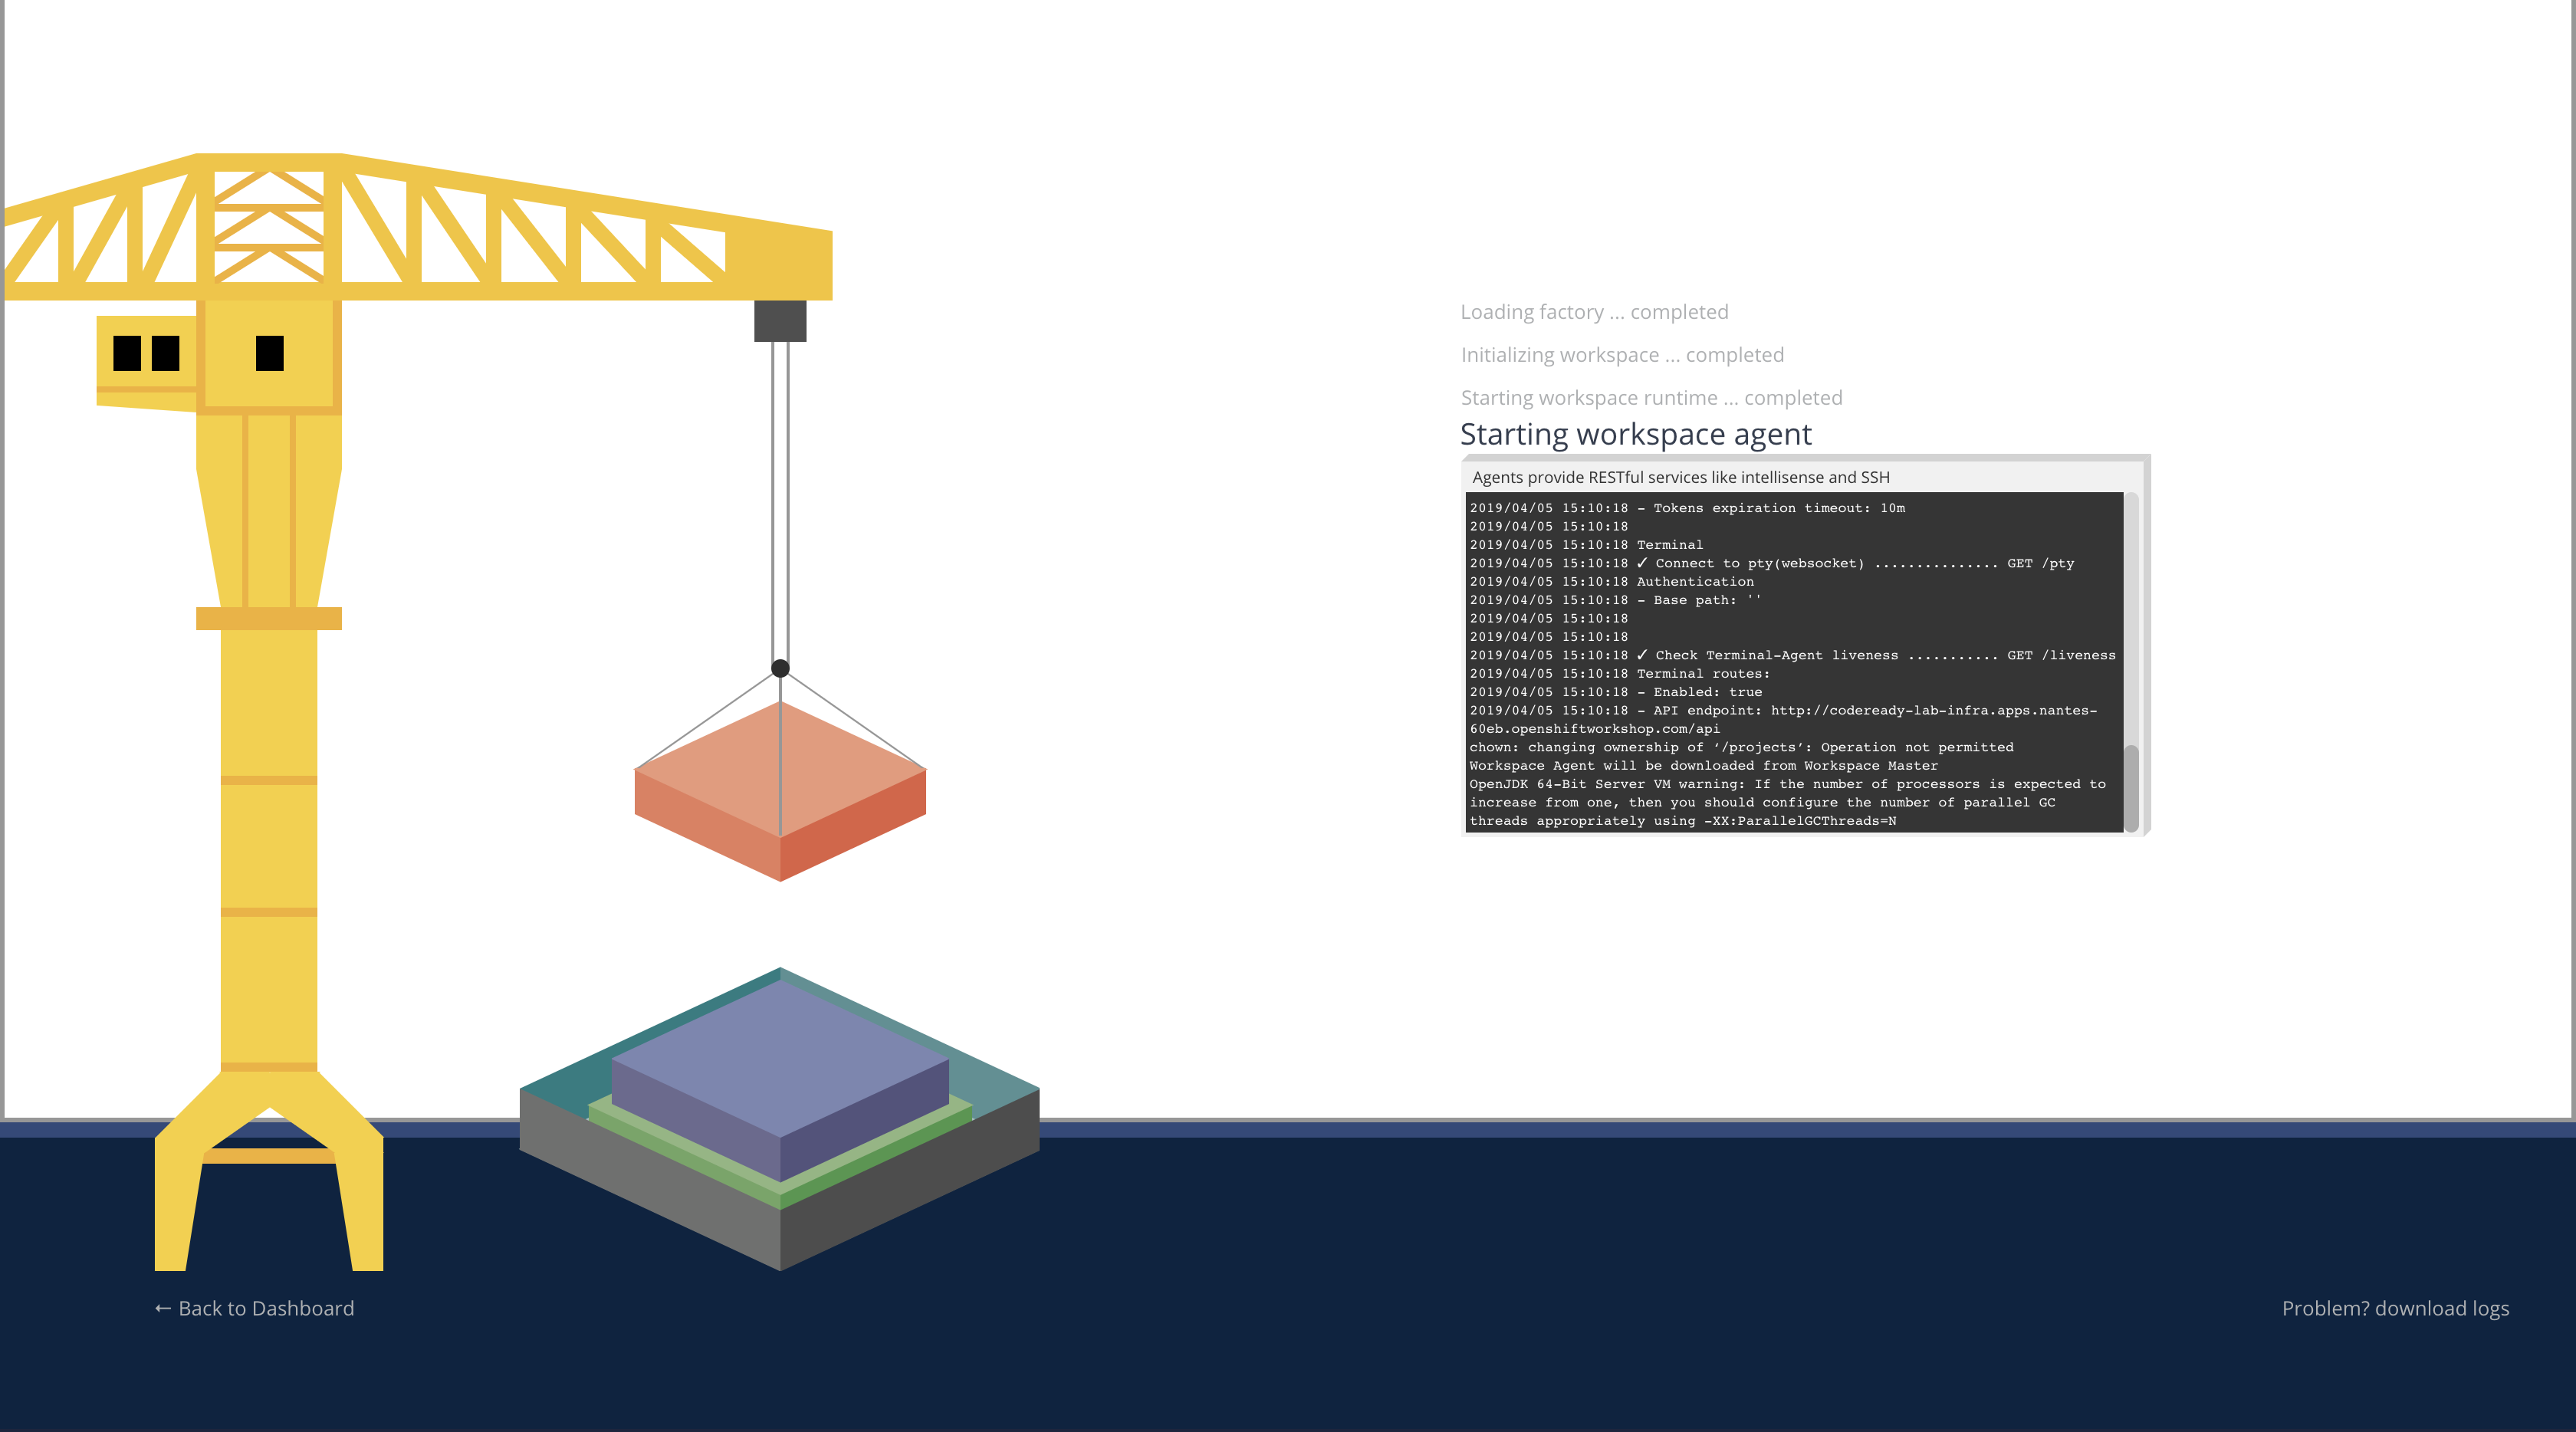 Loading factory ... completed
Initializing workspace ... completed
Starting workspace runtime ... completed
Starting workspace agent
Agents provide RESTful services like intellisense and SSH
2019/04/05 15:10:18 - Tokens expiration timeout: 10m
2019/04/05 15:10:18
2019/04/05 15:10:18 Terminal
2019/04/05 15:10:18 ✓ Connect to pty(websocket) ............... GET /pty
2019/04/05 15:10:18 Authentication
2019/04/05 15:10:18 - Base path: ''
2019/04/05 15:10:18
2019/04/05 15:10:18
2019/04/05 15:10:18 ✓ Check Terminal-Agent liveness ........... GET /liveness
2019/04/05 15:10:18 Terminal routes:
2019/04/05 15:10:18 - Enabled: true
2019/04/05 15:10:18 - API endpoint: http://codeready-lab-infra.apps.nantes-
60eb.openshiftworkshop.com/api
chown: changing ownership of ‘/projects’: Operation not permitted
Workspace Agent will be downloaded from Workspace Master
OpenJDK 64-Bit Server VM warning: If the number of processors is expected to
increase from one, then you should configure the number of parallel GC
threads appropriately using -XX:ParallelGCThreads=N
← Back to Dashboard
Problem? download logs